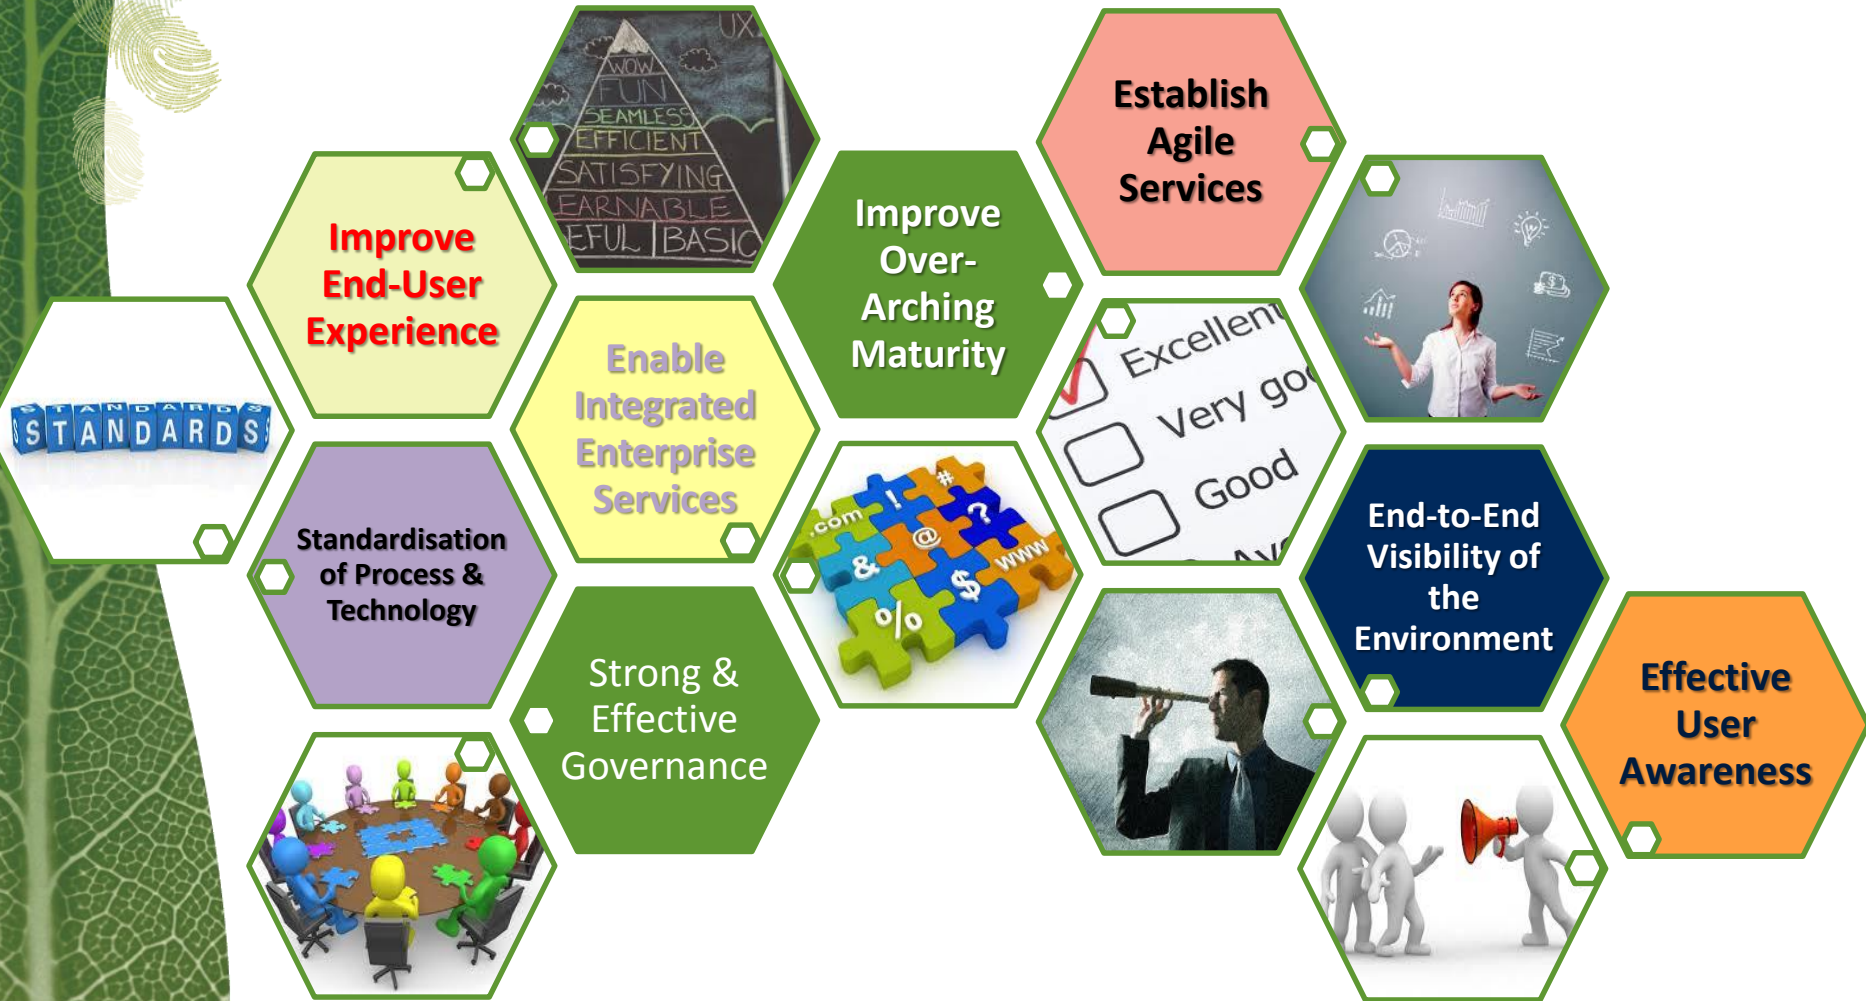 UX
WOW
FUN
SEAMLESS
EFFICIENT
SATISFYING
LEARNABLE
BASIC
Establish
Agile
Services
Improve
End-User
Experience
Improve
Over-
Arching
Maturity
STANDARDS
Enable
Integrated
Enterprise
Services
Excellent
Very
Good
.com
!
#
?
@
&
www
$
%
Standardisation
of Process &
Technology
End-to-End
Visibility of
the
Environment
Strong &
Effective
Governance
Effective
User
Awareness